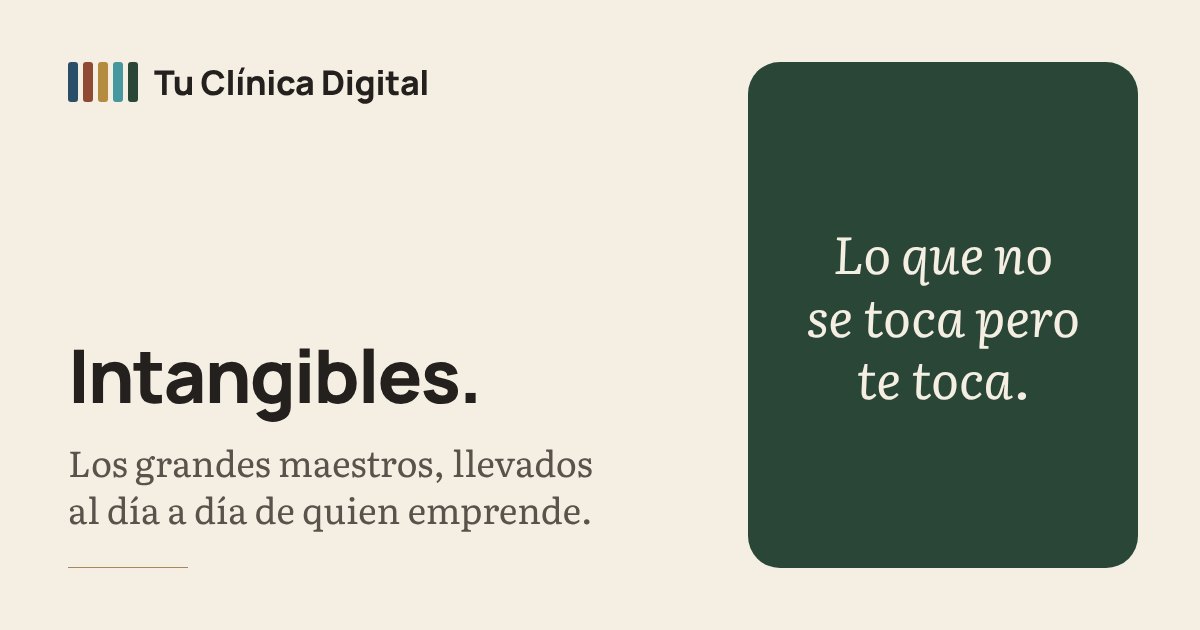 Tu Clínica Digital
Intangibles.
Los grandes maestros, llevados
al día a día de quien emprende.
Lo que no
se toca pero
te toca.